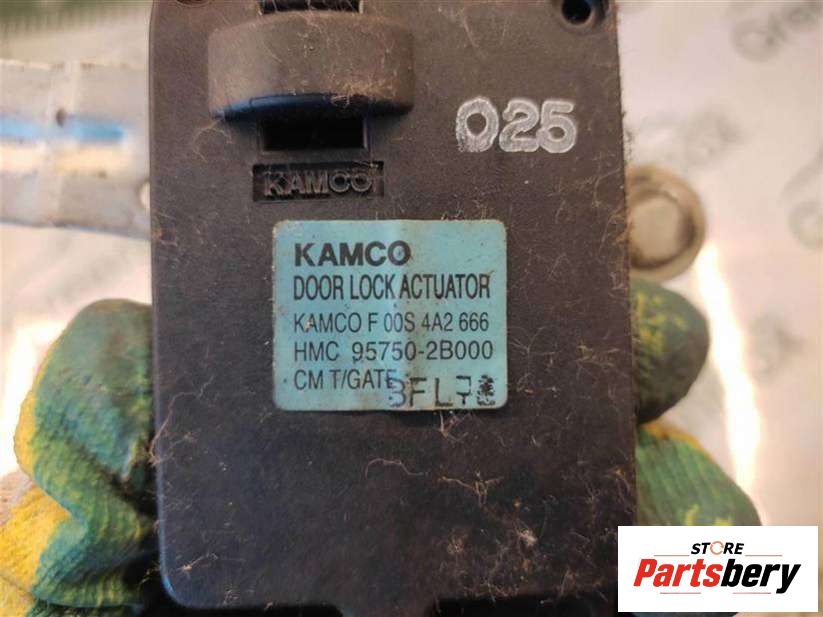 025
KAMCO
KAMCO
DOOR LOCK ACTUATOR
KAMCO F 00S 4A2 666
HMC 95750-2B000
CM T/GATE
STORE
Partsbery